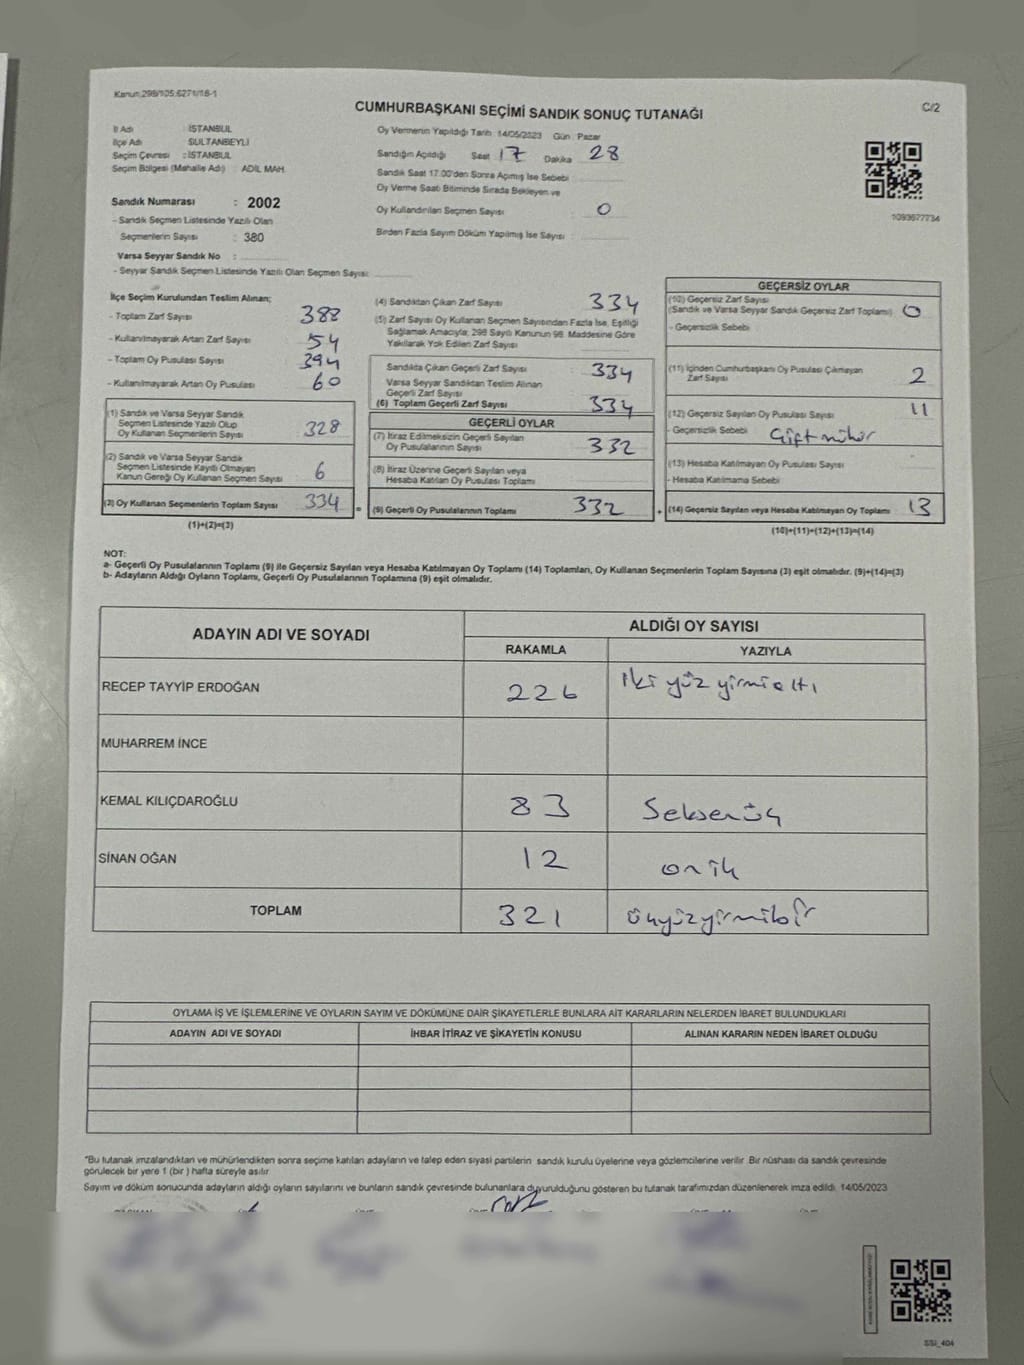 Kanun:298/105,6271/18-1
C/2
CUMHURBAŞKANI SEÇİMİ SANDIK SONUÇ TUTANAĞI
İl Adı : İSTANBUL
İlçe Adı SULTANBEYLİ
Seçim Çevresi : İSTANBUL
Seçim Bölgesi (Mahalle Adı) : ADİL MAH.
Sandık Numarası : 2002
- Sandık Seçmen Listesinde Yazılı Olan
Seçmenlerin Sayısı : 380
Varsa Seyyar Sandık No :
- Seyyar Sandık Seçmen Listesinde Yazılı Olan Seçmen Sayısı:
Oy Vermenin Yapıldığı Tarih :14/05/2023 Gün : Pazar
Sandığın Açıldığı Saat 17 Dakika 28
Sandık Saat 17.00'den Sonra Açımış İse Sebebi :
Oy Verme Saati Bitiminde Sırada Bekleyen ve
Oy Kullandırılan Seçmen Sayısı : 0
Birden Fazla Sayım Döküm Yapılmış İse Sayısı :
1093677734
İlçe Seçim Kurulundan Teslim Alınan;
- Toplam Zarf Sayısı 388
- Kullanılmayarak Artan Zarf Sayısı 54
- Toplam Oy Pusulası Sayısı 394
- Kullanılmayarak Artan Oy Pusulası 60
(1) Sandık ve Varsa Seyyar Sandık
Seçmen Listesinde Yazılı Olup
Oy Kullanan Seçmenlerin Sayısı : 328
(2) Sandık ve Varsa Seyyar Sandık
Seçmen Listesinde Kayıtlı Olmayan
Kanun Gereği Oy Kullanan Seçmen Sayısı : 6
(3) Oy Kullanan Seçmenlerin Toplam Sayısı : 334
(1)+(2)=(3)
(4) Sandıktan Çıkan Zarf Sayısı : 334
(5) Zarf Sayısı Oy Kullanan Seçmen Sayısından Fazla İse, Eşitliği
Sağlamak Amacıyla, 298 Sayılı Kanunun 98. Maddesine Göre
Yakılarak Yok Edilen Zarf Sayısı :
Sandıkta Çıkan Geçerli Zarf Sayısı : 334
Varsa Seyyar Sandıktan Teslim Alınan
Geçerli Zarf Sayısı :
(6) Toplam Geçerli Zarf Sayısı : 334
GEÇERLİ OYLAR
(7) İtiraz Edilmeksizin Geçerli Sayılan
Oy Pusulalarının Sayısı : 332
(8) İtiraz Üzerine Geçerli Sayılan veya
Hesaba Katılan Oy Pusulası Toplamı :
= (9) Geçerli Oy Pusulalarının Toplamı : 332
GEÇERSİZ OYLAR
(10) Geçersiz Zarf Sayısı
(Sandık ve Varsa Seyyar Sandık Geçersiz Zarf Toplamı) : 0
- Geçersizlik Sebebi :
(11) İçinden Cumhurbaşkanı Oy Pusulası Çıkmayan
Zarf Sayısı 2
(12) Geçersiz Sayılan Oy Pusulası Sayısı : 11
- Geçersizlik Sebebi : Çift mühür
(13) Hesaba Katılmayan Oy Pusulası Sayısı :
- Hesaba Katılmama Sebebi :
+ (14) Geçersiz Sayılan veya Hesaba Katılmayan Oy Toplamı : 13
(10)+(11)+(12)+(13)=(14)
NOT:
a- Geçerli Oy Pusulalarının Toplamı (9) ile Geçersiz Sayılan veya Hesaba Katılmayan Oy Toplamı (14) Toplamları, Oy Kullanan Seçmenlerin Toplam Sayısına (3) eşit olmalıdır. (9)+(14)=(3)
b- Adayların Aldığı Oyların Toplamı, Geçerli Oy Pusulalarının Toplamına (9) eşit olmalıdır.
ADAYIN ADI VE SOYADI
ALDIĞI OY SAYISI
RAKAMLA YAZIYLA
RECEP TAYYİP ERDOĞAN 226 iki yüz yirmi altı
MUHARREM İNCE
KEMAL KILIÇDAROĞLU 83 Seksen üç
SİNAN OĞAN 12 on iki
TOPLAM 321 üçyüzyirmibir
OYLAMA İŞ VE İŞLEMLERİNE VE OYLARIN SAYIM VE DÖKÜMÜNE DAİR ŞİKAYETLERLE BUNLARA AİT KARARLARIN NELERDEN İBARET BULUNDUKLARI
ADAYIN ADI VE SOYADI İHBAR İTİRAZ VE ŞİKAYETİN KONUSU ALINAN KARARIN NEDEN İBARET OLDUĞU
*Bu tutanak imzalandıktan ve mühürlendikten sonra seçime katılan adayların ve talep eden siyasi partilerin sandık kurulu üyelerine veya gözlemcilerine verilir. Bir nüshası da sandık çevresinde
görülecek bir yere 1 (bir ) hafta süreyle asılır.
Sayım ve döküm sonucunda adayların aldığı oyların sayılarını ve bunların sandık çevresinde bulunanlara duyurulduğunu gösteren bu tutanak tarafımızdan düzenlenerek imza edildi. 14/05/2023
SSI_404